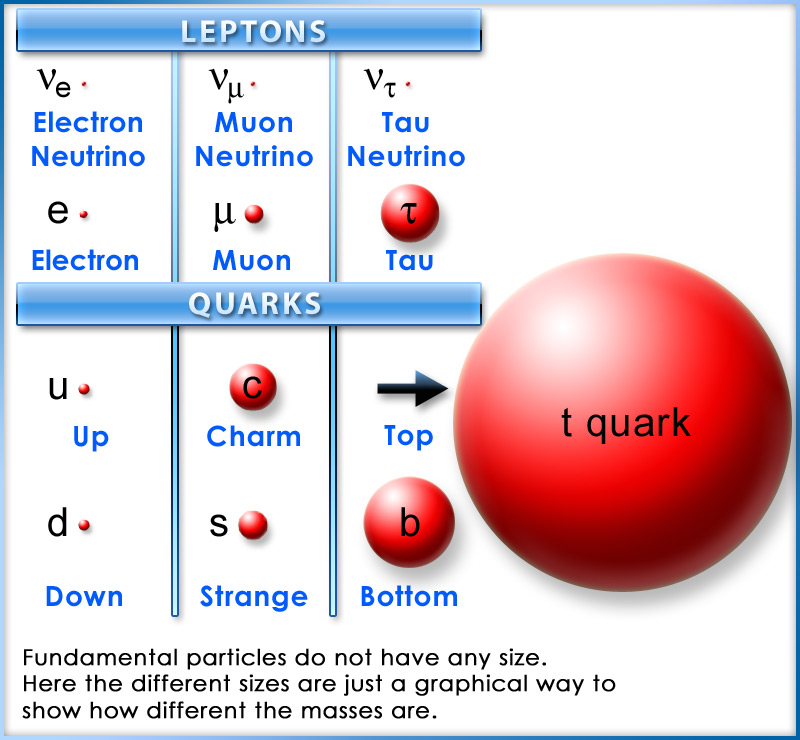 LEPTONS
νe νμ ντ
Electron Neutrino
Muon Neutrino
Tau Neutrino
e μ τ
Electron Muon Tau
QUARKS
u c t quark
Up Charm Top
d s b
Down Strange Bottom
Fundamental particles do not have any size.
Here the different sizes are just a graphical way to
show how different the masses are.